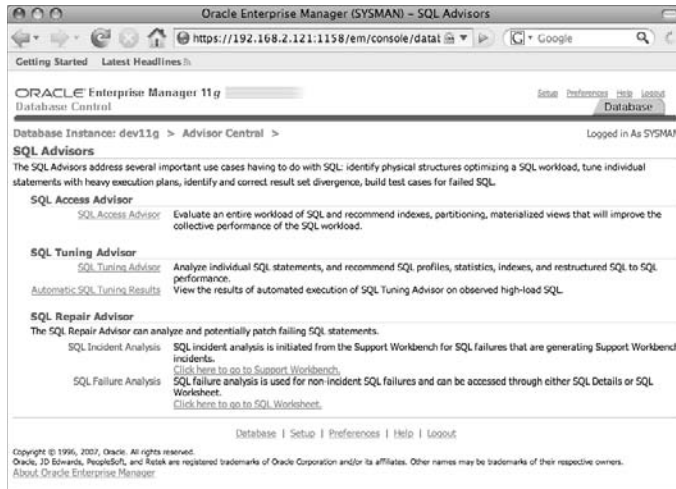 Oracle Enterprise Manager (SYSMAN) – SQL Advisors
https://192.168.2.121:1158/em/console/datab
Google
Getting Started Latest Headlines
ORACLE Enterprise Manager 11g
Database Control
Setup Preferences Help Logout
Database
Database Instance: dev11g > Advisor Central >
Logged in As SYSMAN
SQL Advisors
The SQL Advisors address several important use cases having to do with SQL: identify physical structures optimizing a SQL workload, tune individual
statements with heavy execution plans, identify and correct result set divergence, build test cases for failed SQL.
SQL Access Advisor
SQL Access Advisor Evaluate an entire workload of SQL and recommend indexes, partitioning, materialized views that will improve the
collective performance of the SQL workload.
SQL Tuning Advisor
SQL Tuning Advisor Analyze individual SQL statements, and recommend SQL profiles, statistics, indexes, and restructured SQL to SQL
performance.
Automatic SQL Tuning Results View the results of automated execution of SQL Tuning Advisor on observed high-load SQL.
SQL Repair Advisor
The SQL Repair Advisor can analyze and potentially patch failing SQL statements.
SQL Incident Analysis SQL incident analysis is initiated from the Support Workbench for SQL failures that are generating Support Workbench
incidents.
Click here to go to Support Workbench.
SQL Failure Analysis SQL failure analysis is used for non-incident SQL failures and can be accessed through either SQL Details or SQL
Worksheet.
Click here to go to SQL Worksheet.
Database | Setup | Preferences | Help | Logout
Copyright © 1996, 2007, Oracle. All rights reserved.
Oracle, JD Edwards, PeopleSoft, and Retek are registered trademarks of Oracle Corporation and/or its affiliates. Other names may be trademarks of their respective owners.
About Oracle Enterprise Manager